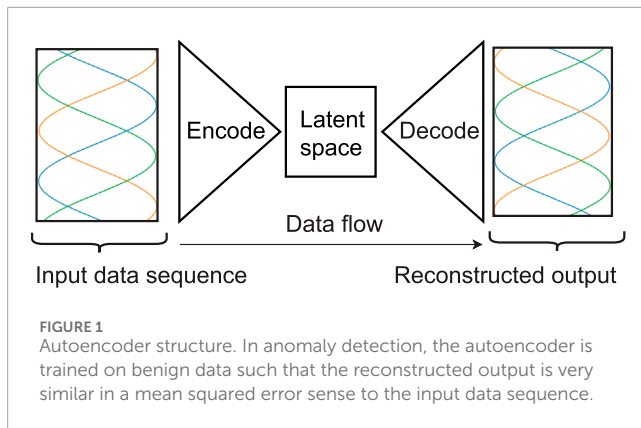 Encode
Latent
space
Decode
Data flow
Input data sequence
Reconstructed output
FIGURE 1
Autoencoder structure. In anomaly detection, the autoencoder is
trained on benign data such that the reconstructed output is very
similar in a mean squared error sense to the input data sequence.